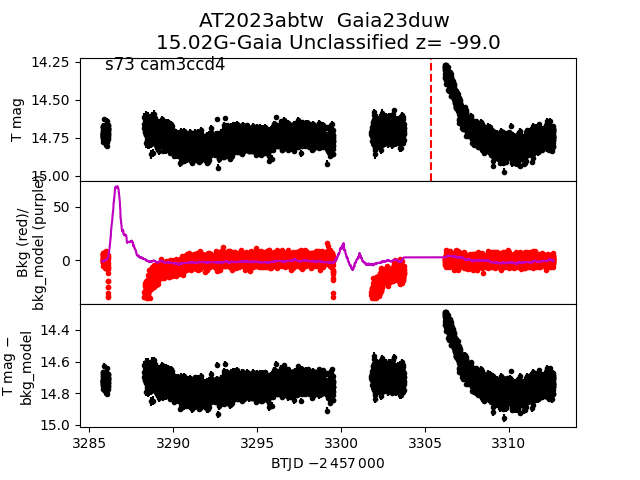 AT2023abtw  Gaia23duw
15.02G-Gaia Unclassified z= -99.0
s73 cam3ccd4
T mag
14.25
14.50
14.75
15.00
Bkg (red)/
bkg_model (purple)
50
0
T mag −
bkg_model
14.4
14.6
14.8
15.0
3285 3290 3295 3300 3305 3310
BTJD −2 457 000